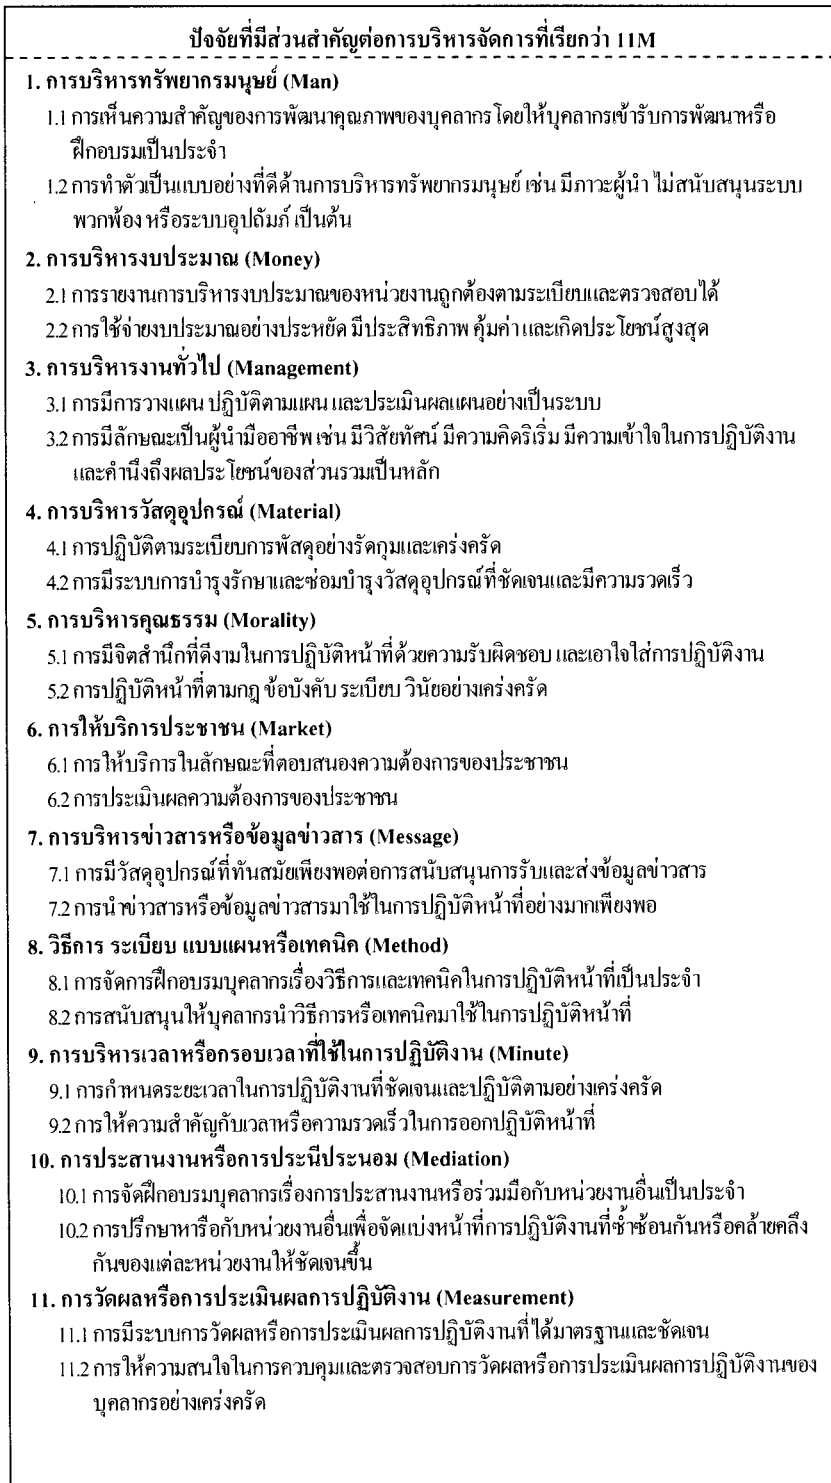 ปัจจัยที่มีส่วนสำคัญต่อการบริหารจัดการที่เรียกว่า 11M
1. การบริหารทรัพยากรมนุษย์ (Man)
1.1 การเห็นความสำคัญของการพัฒนาคุณภาพของบุคลากร โดยให้บุคลากรเข้ารับการพัฒนาหรือ
ฝึกอบรมเป็นประจำ
1.2 การทำตัวเป็นแบบอย่างที่ดีด้านการบริหารทรัพยากรมนุษย์ เช่น มีภาวะผู้นำ ไม่สนับสนุนระบบ
พวกพ้อง หรือระบบอุปถัมภ์ เป็นต้น
2. การบริหารงบประมาณ (Money)
2.1 การรายงานการบริหารงบประมาณของหน่วยงานถูกต้องตามระเบียบและตรวจสอบได้
2.2 การใช้จ่ายงบประมาณอย่างประหยัด มีประสิทธิภาพ คุ้มค่า และเกิดประโยชน์สูงสุด
3. การบริหารงานทั่วไป (Management)
3.1 การมีการวางแผน ปฏิบัติตามแผน และประเมินผลแผนอย่างเป็นระบบ
3.2 การมีลักษณะเป็นผู้นำมืออาชีพ เช่น มีวิสัยทัศน์ มีความคิดริเริ่ม มีความเข้าใจในการปฏิบัติงาน
และคำนึงถึงผลประโยชน์ของส่วนรวมเป็นหลัก
4. การบริหารวัสดุอุปกรณ์ (Material)
4.1 การปฏิบัติตามระเบียบการพัสดุอย่างรัดกุมและเคร่งครัด
4.2 การมีระบบการบำรุงรักษาและซ่อมบำรุงวัสดุอุปกรณ์ที่ชัดเจนและมีความรวดเร็ว
5. การบริหารคุณธรรม (Morality)
5.1 การมีจิตสำนึกที่ดีงามในการปฏิบัติหน้าที่ด้วยความรับผิดชอบ และเอาใจใส่การปฏิบัติงาน
5.2 การปฏิบัติหน้าที่ตามกฎ ข้อบังคับ ระเบียบ วินัยอย่างเคร่งครัด
6. การให้บริการประชาชน (Market)
6.1 การให้บริการในลักษณะที่ตอบสนองความต้องการของประชาชน
6.2 การประเมินผลความต้องการของประชาชน
7. การบริหารข่าวสารหรือข้อมูลข่าวสาร (Message)
7.1 การมีวัสดุอุปกรณ์ที่ทันสมัยเพียงพอต่อการสนับสนุนการรับและส่งข้อมูลข่าวสาร
7.2 การนำข่าวสารหรือข้อมูลข่าวสารมาใช้ในการปฏิบัติหน้าที่อย่างมากเพียงพอ
8. วิธีการ ระเบียบ แบบแผนหรือเทคนิค (Method)
8.1 การจัดการฝึกอบรมบุคลากรเรื่องวิธีการและเทคนิคในการปฏิบัติหน้าที่เป็นประจำ
8.2 การสนับสนุนให้บุคลากรนำวิธีการหรือเทคนิคมาใช้ในการปฏิบัติหน้าที่
9. การบริหารเวลาหรือกรอบเวลาที่ใช้ในการปฏิบัติงาน (Minute)
9.1 การกำหนดระยะเวลาในการปฏิบัติงานที่ชัดเจนและปฏิบัติตามอย่างเคร่งครัด
9.2 การให้ความสำคัญกับเวลาหรือความรวดเร็วในการออกปฏิบัติหน้าที่
10. การประสานงานหรือการประนีประนอม (Mediation)
10.1 การจัดฝึกอบรมบุคลากรเรื่องการประสานงานหรือร่วมมือกับหน่วยงานอื่นเป็นประจำ
10.2 การปรึกษาหารือกับหน่วยงานอื่นเพื่อจัดแบ่งหน้าที่การปฏิบัติงานที่ซ้ำซ้อนกันหรือคล้ายคลึง
กันของแต่ละหน่วยงานให้ชัดเจนขึ้น
11. การวัดผลหรือการประเมินผลการปฏิบัติงาน (Measurement)
11.1 การมีระบบการวัดผลหรือการประเมินผลการปฏิบัติงานที่ได้มาตรฐานและชัดเจน
11.2 การให้ความสนใจในการควบคุมและตรวจสอบการวัดผลหรือการประเมินผลการปฏิบัติงานของ
บุคลากรอย่างเคร่งครัด